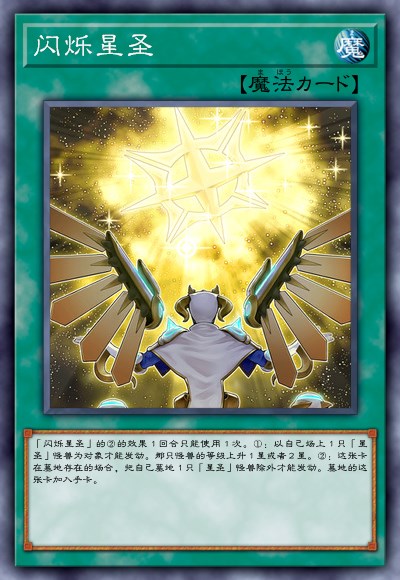 闪烁星圣
魔
【魔法カード】
まほう
「闪烁星圣」的②的效果1回合只能使用1次。①：以自己场上1只「星
圣」怪兽为对象才能发动。那只怪兽的等级上升1星或者2星。②：这张卡
在墓地存在的场合，把自己墓地1只「星圣」怪兽除外才能发动。墓地的这
张卡加入手卡。